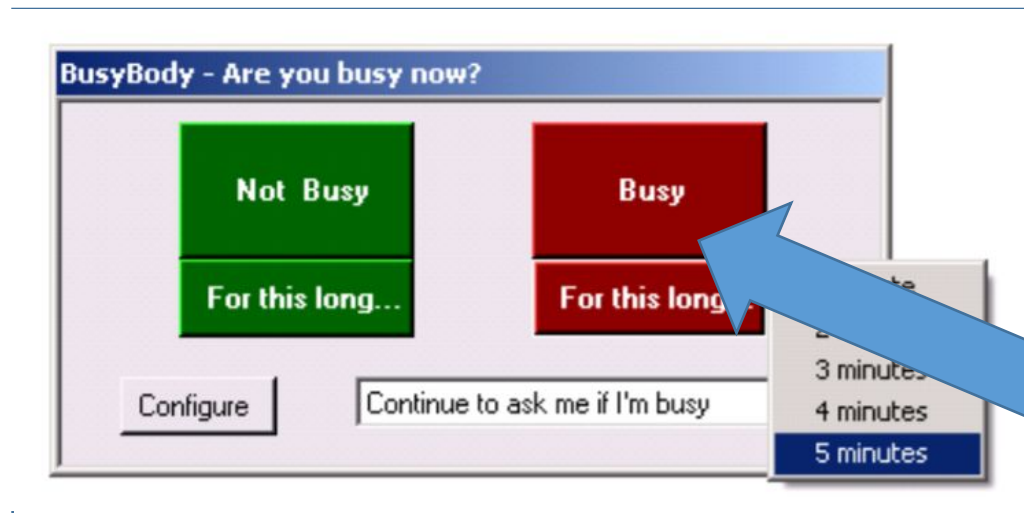 BusyBody - Are you busy now?
Not Busy
Busy
For this long...
For this long..
Configure
Continue to ask me if I'm busy
3 minutes
4 minutes
5 minutes